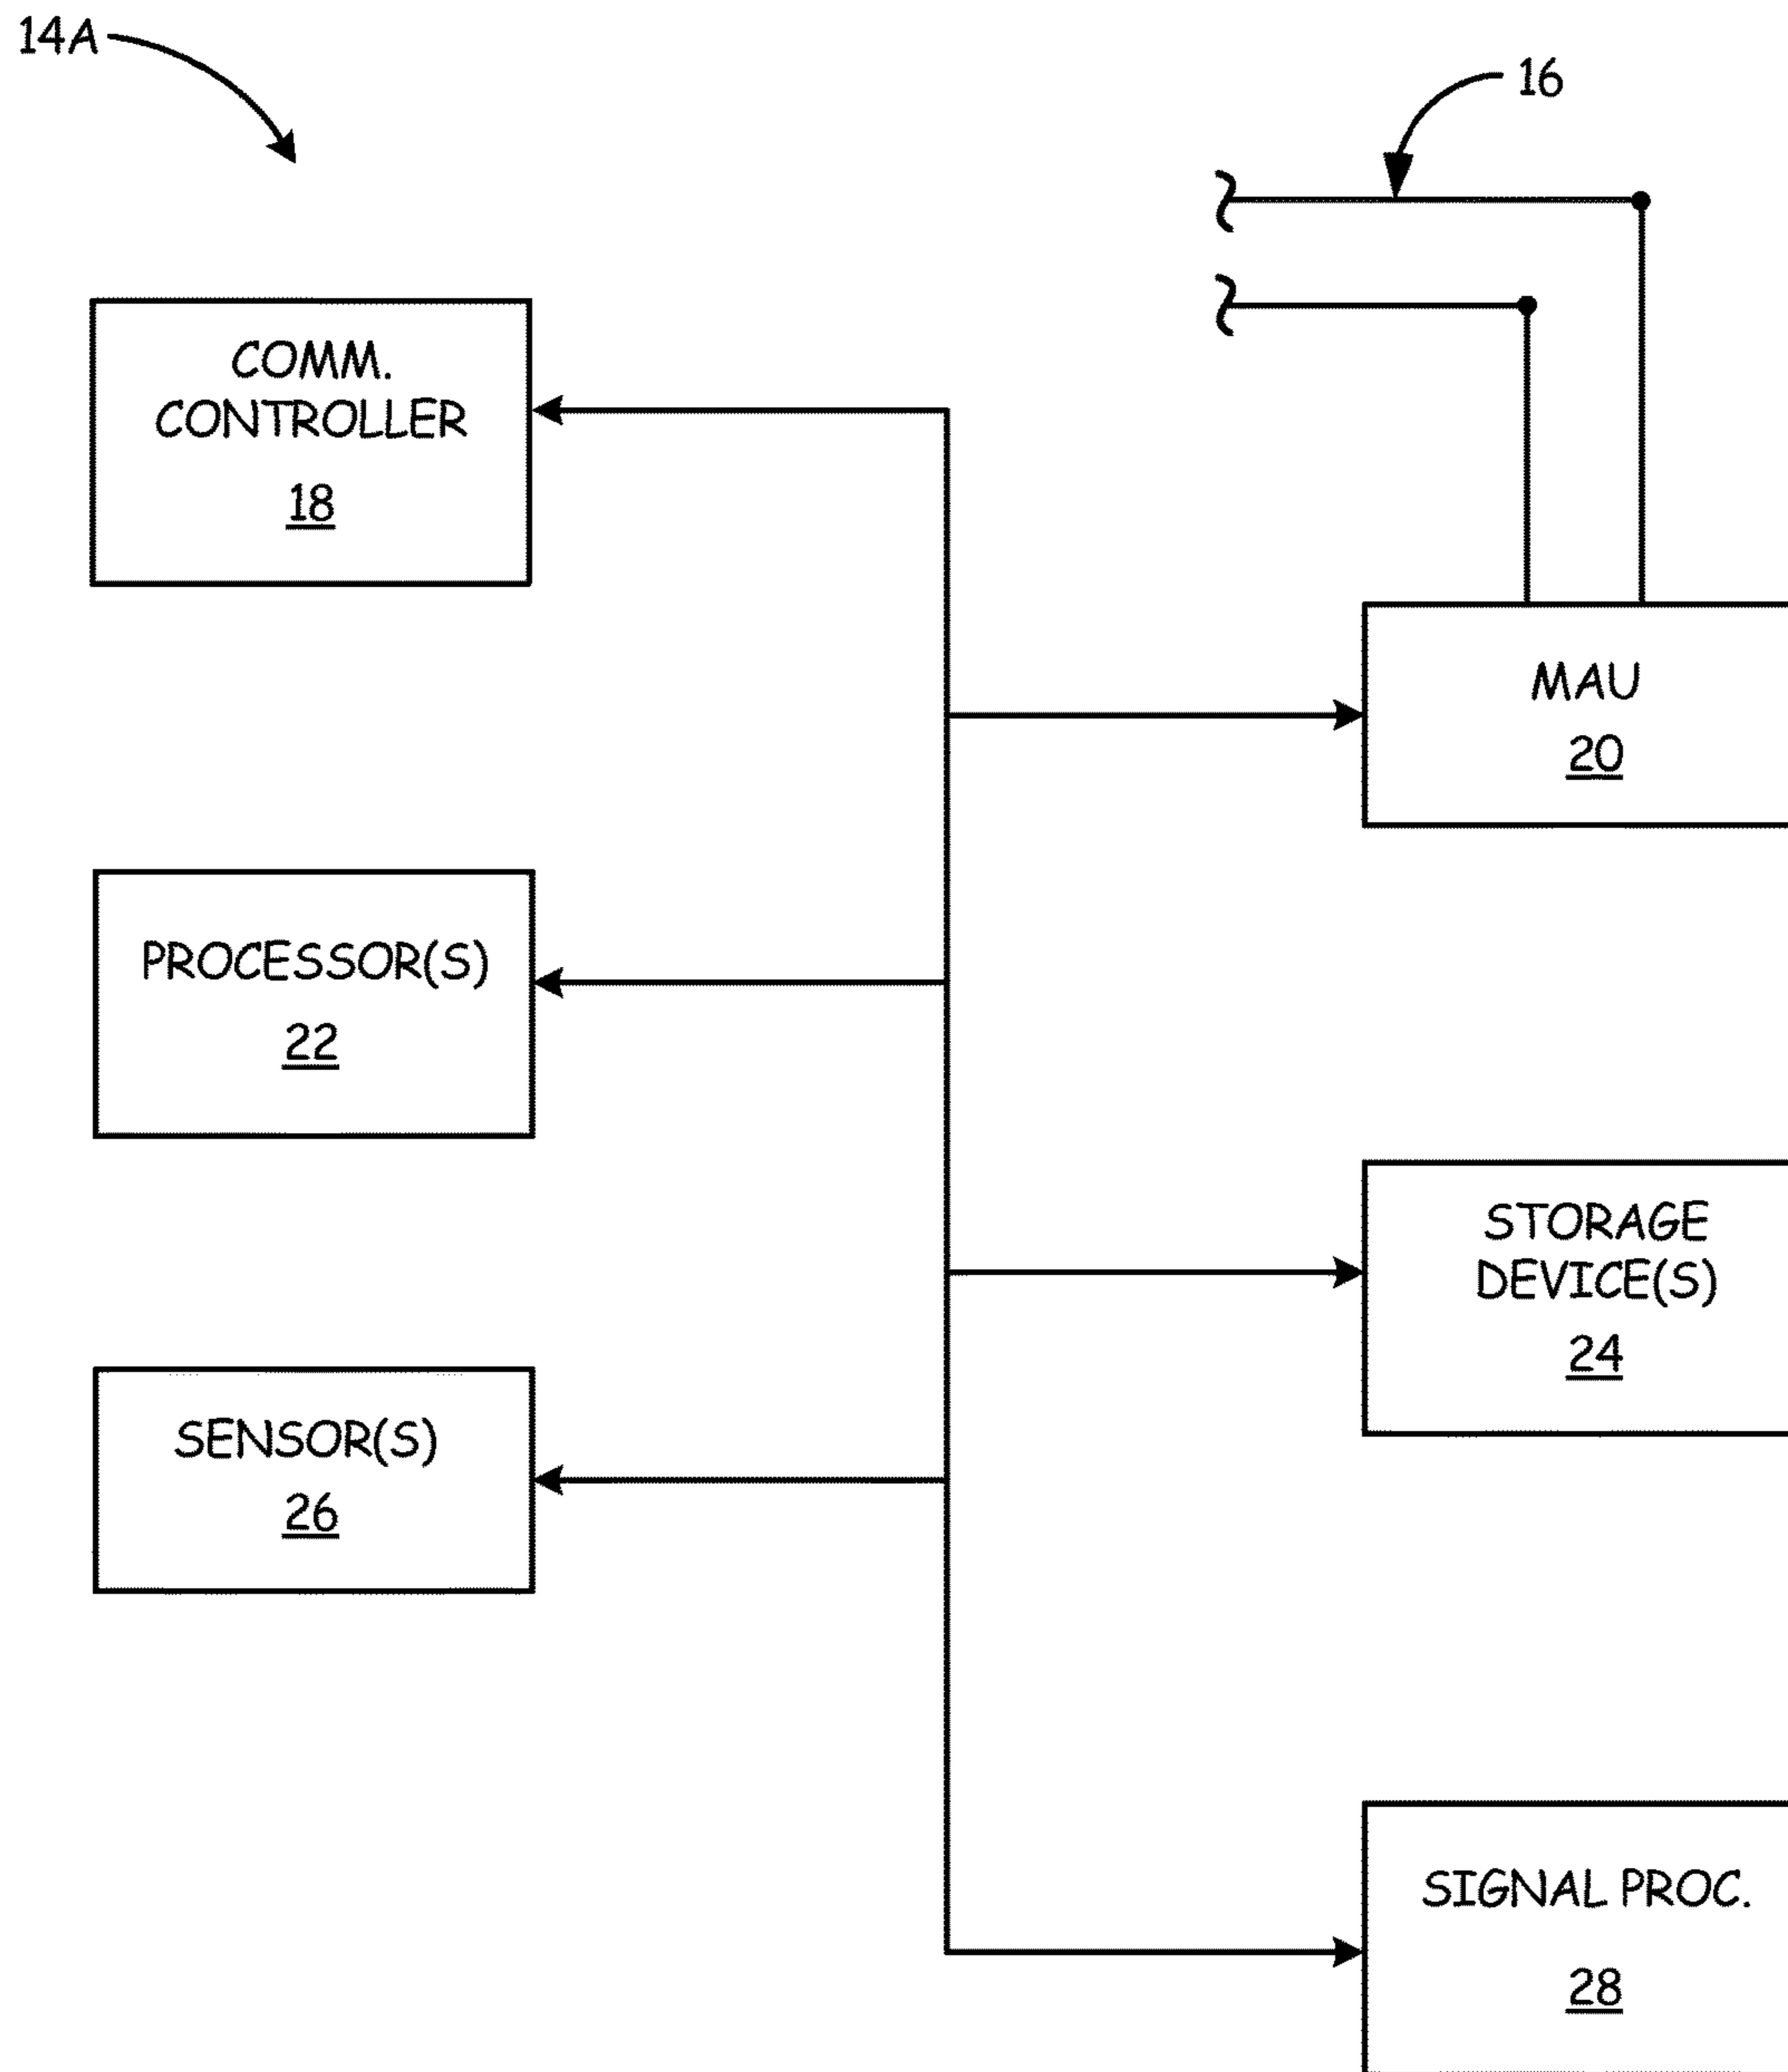 14A
16
COMM.
CONTROLLER
18
MAU
20
PROCESSOR(S)
22
STORAGE
DEVICE(S)
24
SENSOR(S)
26
SIGNAL PROC.
28